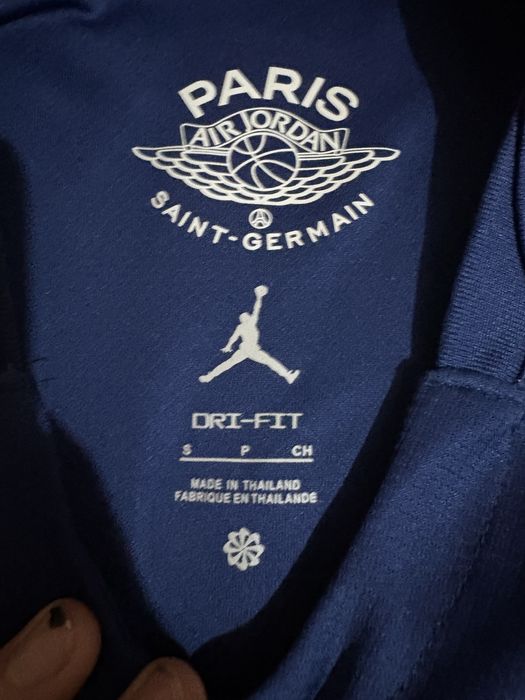 PARIS
AIR JORDAN
SAINT-GERMAIN
DRI-FIT
S P CH
MADE IN THAILAND
FABRIQUE EN THAILANDE